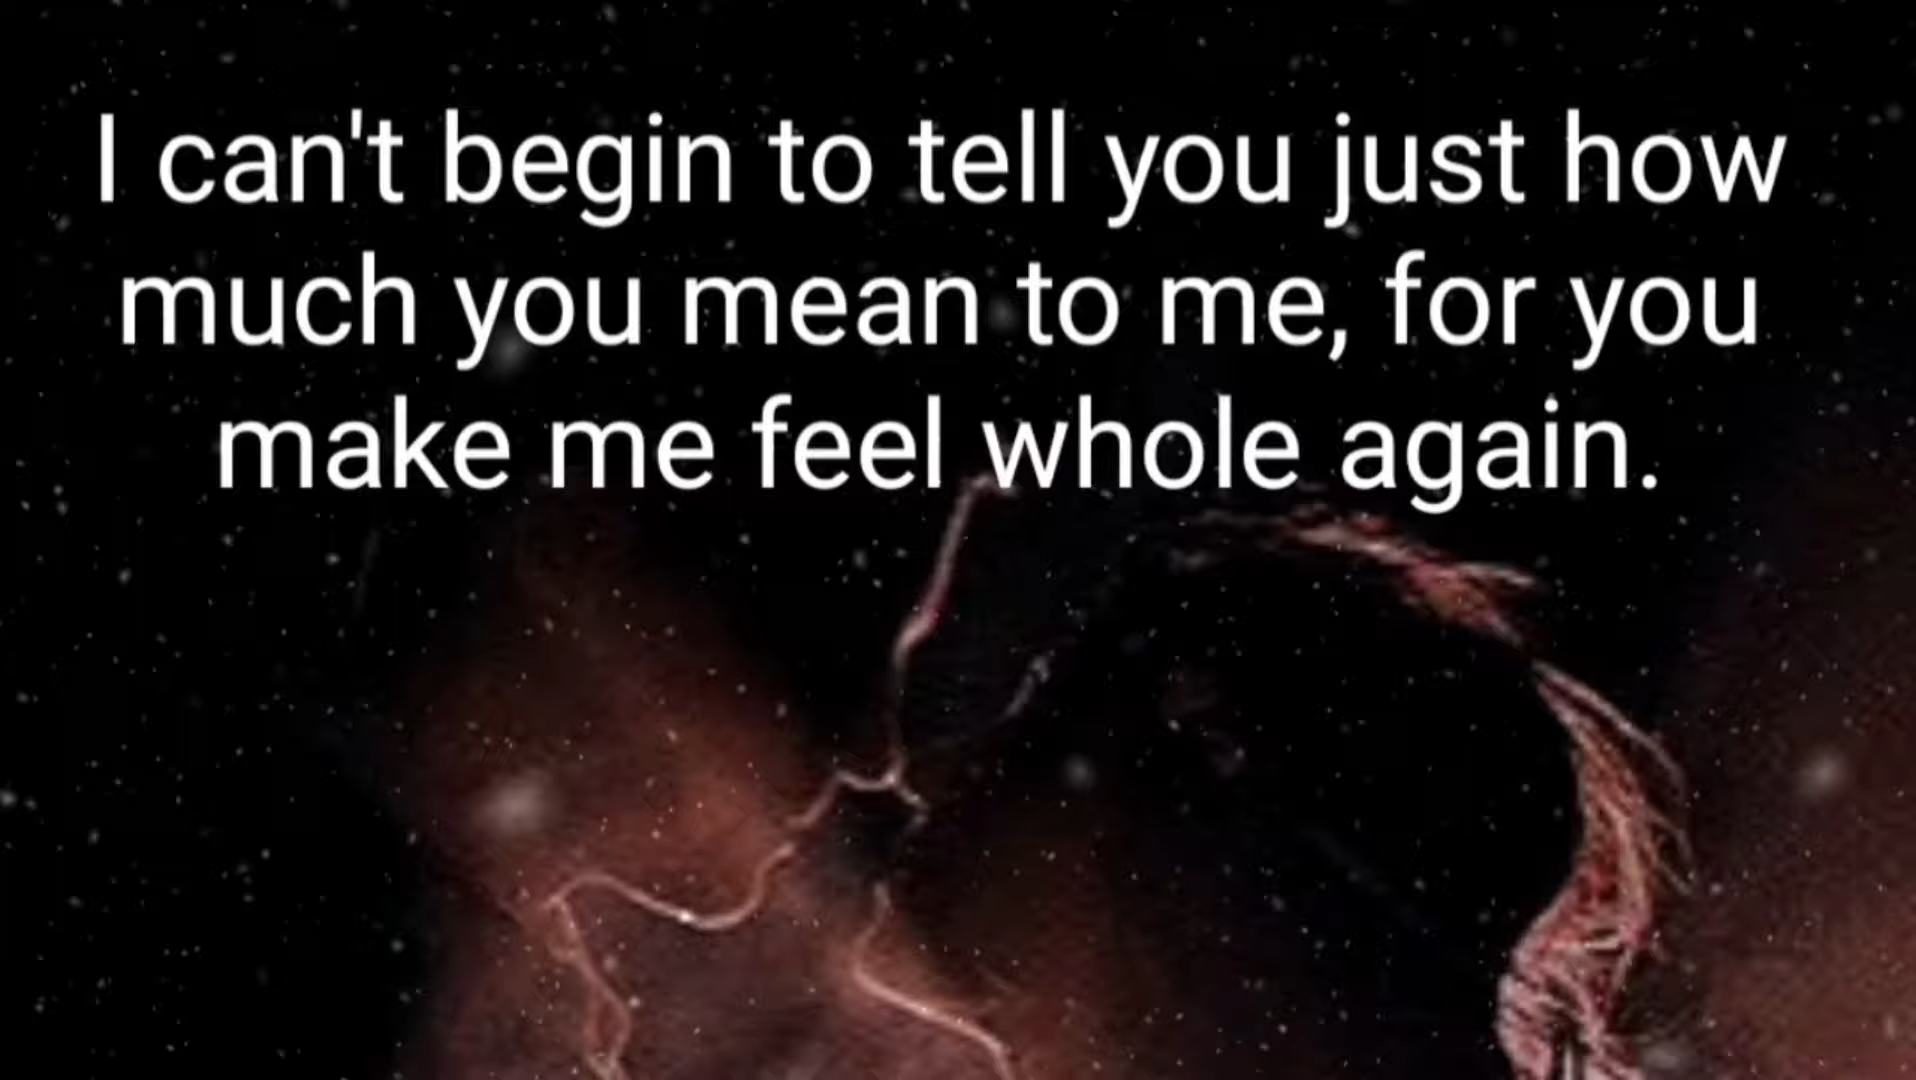 I can't begin to tell you just how
much you mean to me, for you
make me feel whole again.